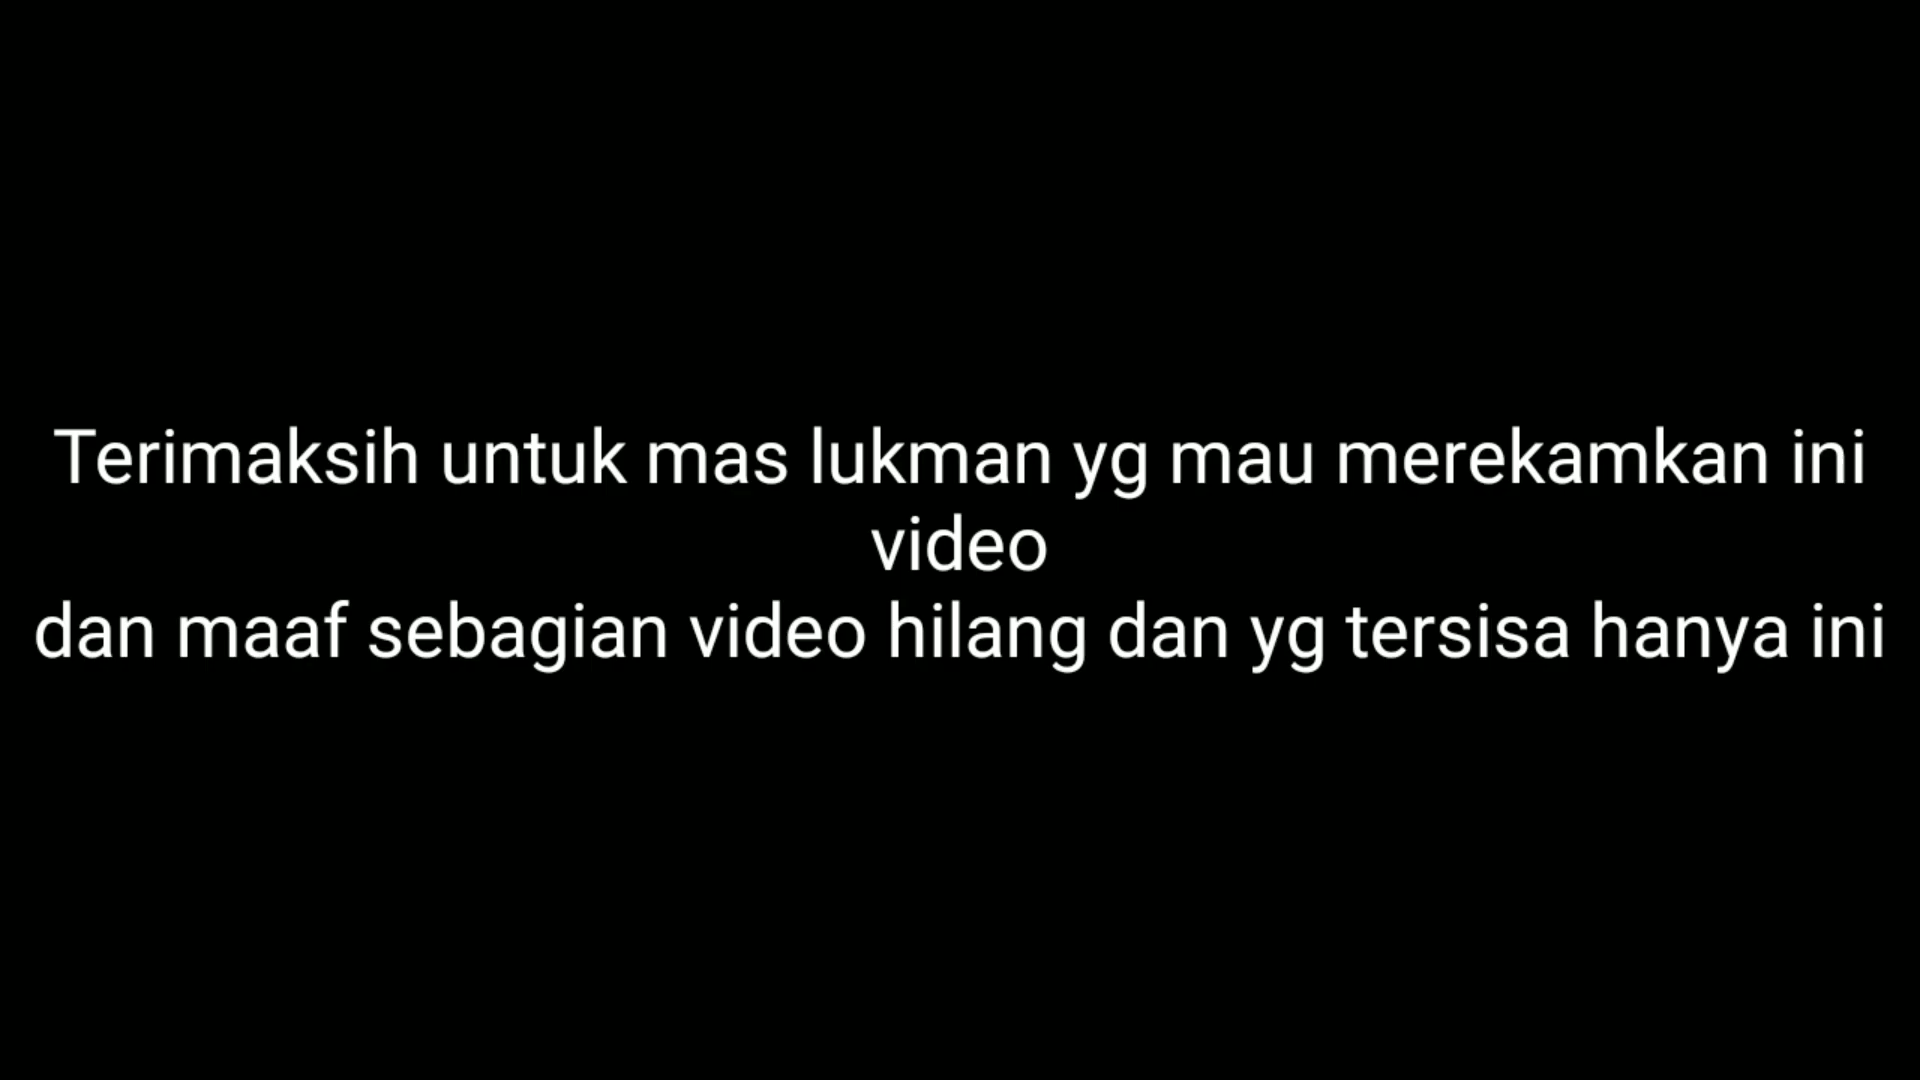 Terimaksih untuk mas lukman yg mau merekamkan ini
video
dan maaf sebagian video hilang dan yg tersisa hanya ini